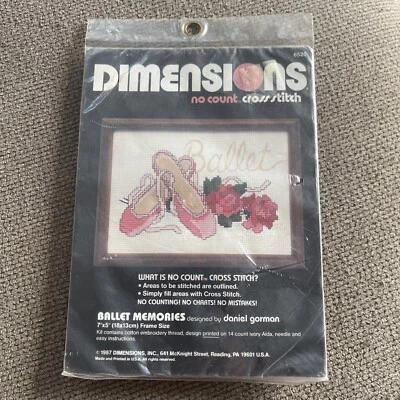 6520
DIMENSIONS
no count cross stitch
Ballet
WHAT IS NO COUNT™ CROSS STITCH?
• Areas to be stitched are outlined.
• Simply fill areas with Cross Stitch.
NO COUNTING! NO CHARTS! NO MISTAKES!
BALLET MEMORIES designed by daniel gorman
7"x5" (18x13cm) Frame Size
Kit contains cotton embroidery thread, design printed on 14 count ivory Aida, needle and
easy instructions.
© 1987 DIMENSIONS, INC., 641 McKnight Street, Reading, PA 19601 U.S.A.
Made and Printed in U.S.A. All Rights Reserved.